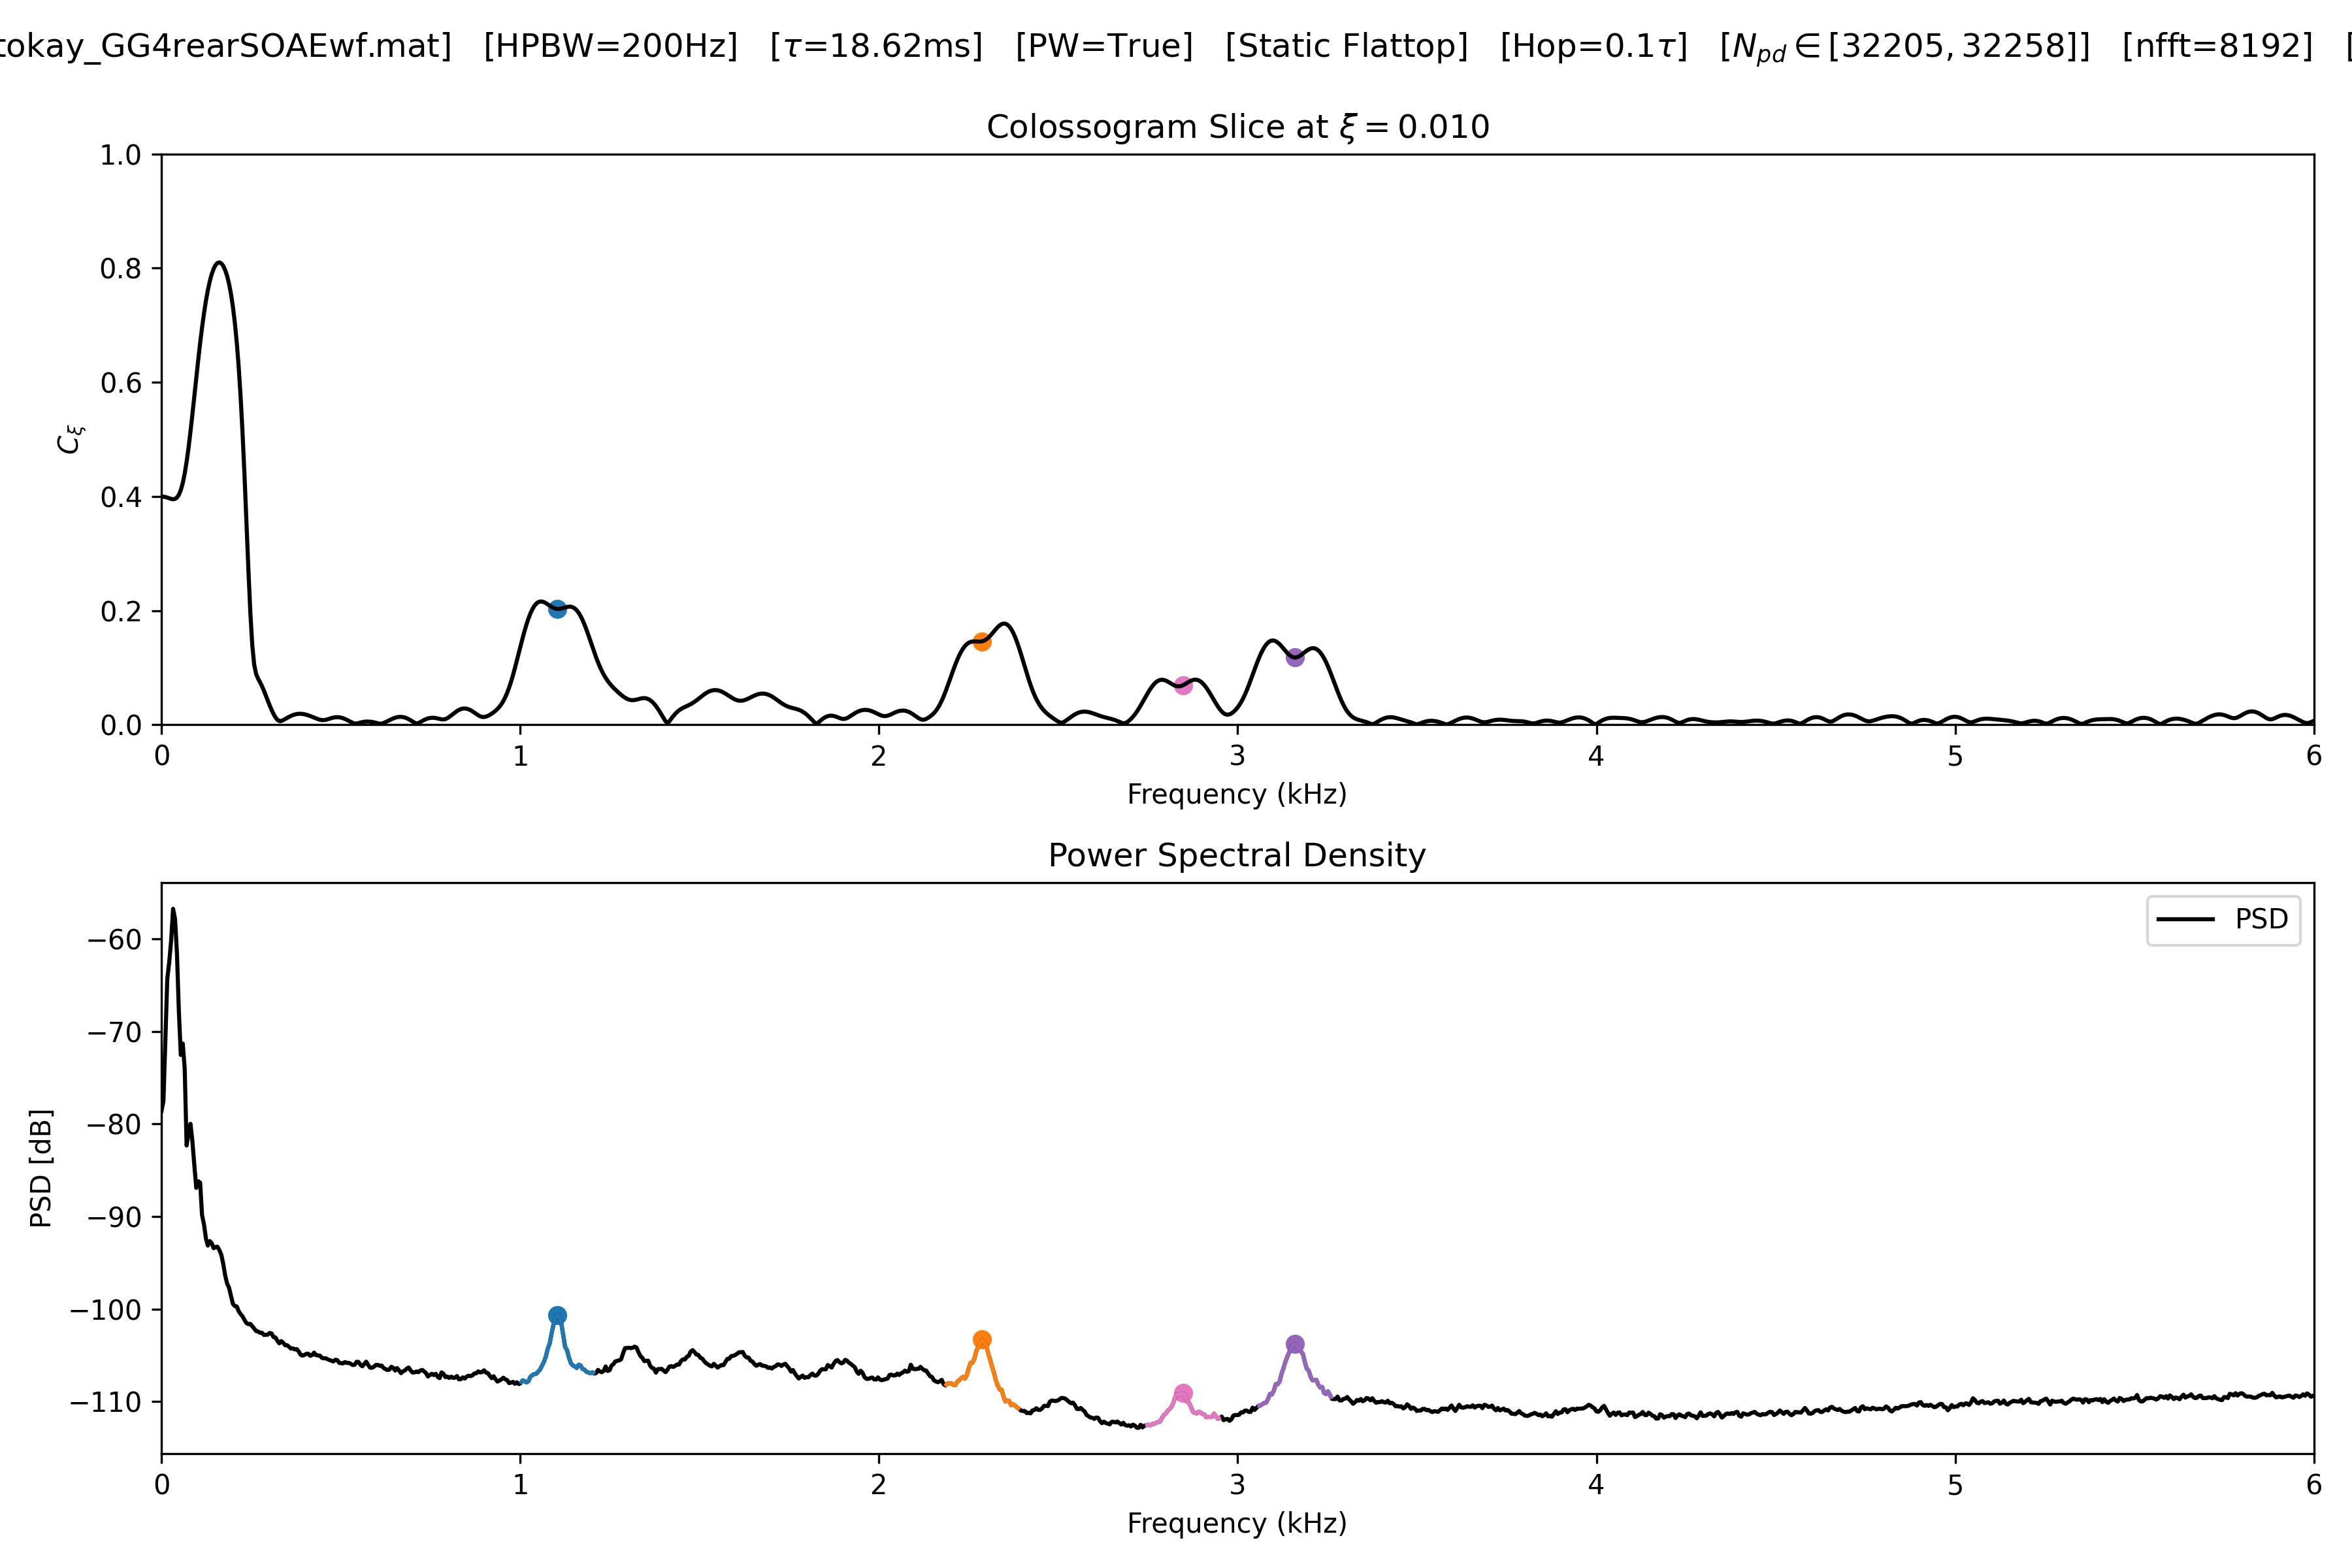 tokay_GG4rearSOAEwf.mat] [HPBW=200Hz] [τ=18.62ms] [PW=True] [Static Flattop] [Hop=0.1τ] [N_pd ∈ [32205, 32258]] [nfft=8192] [
Colossogram Slice at ξ = 0.010
1.0
0.8
0.6
0.4
0.2
0.0
C_ξ
0 1 2 3 4 5 6
Frequency (kHz)
Power Spectral Density
PSD
−60
−70
−80
−90
−100
−110
PSD [dB]
0 1 2 3 4 5 6
Frequency (kHz)